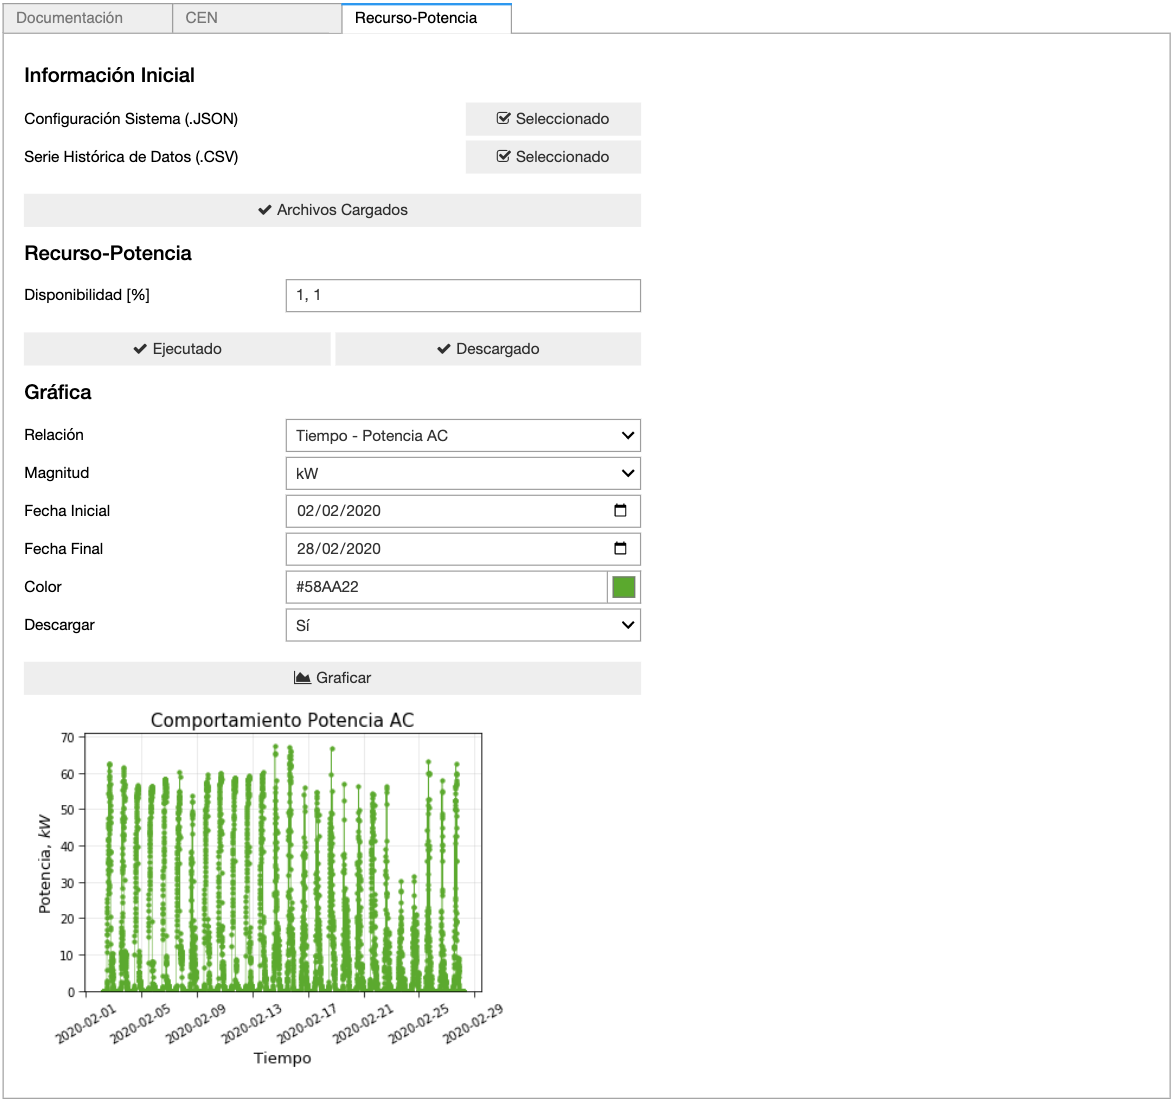 Documentación CEN Recurso-Potencia
Información Inicial
Configuración Sistema (.JSON) Seleccionado
Serie Histórica de Datos (.CSV) Seleccionado
Archivos Cargados
Recurso-Potencia
Disponibilidad [%] 1, 1
Ejecutado Descargado
Gráfica
Relación Tiempo - Potencia AC
Magnitud kW
Fecha Inicial 02/02/2020
Fecha Final 28/02/2020
Color #58AA22
Descargar Sí
Graficar
Comportamiento Potencia AC
70
60
50
40
30
20
10
0
Potencia, kW
2020-02-01 2020-02-05 2020-02-09 2020-02-13 2020-02-17 2020-02-21 2020-02-25 2020-02-29
Tiempo